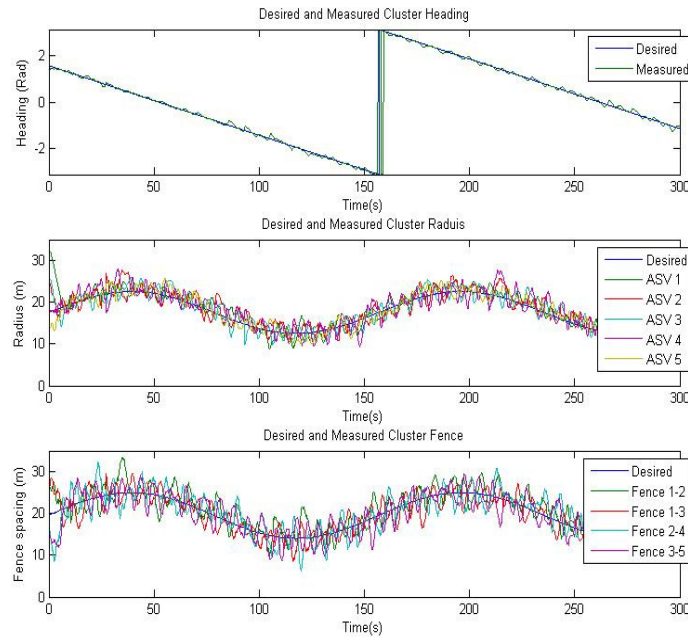 Desired and Measured Cluster Heading
Heading (Rad)
2
0
-2
Desired
Measured
0 50 100 150 200 250 300
Time(s)
Desired and Measured Cluster Raduis
Radius (m)
30
20
10
0
Desired
ASV 1
ASV 2
ASV 3
ASV 4
ASV 5
0 50 100 150 200 250 300
Time(s)
Desired and Measured Cluster Fence
Fence spacing (m)
30
20
10
0
Desired
Fence 1-2
Fence 1-3
Fence 2-4
Fence 3-5
0 50 100 150 200 250 300
Time(s)